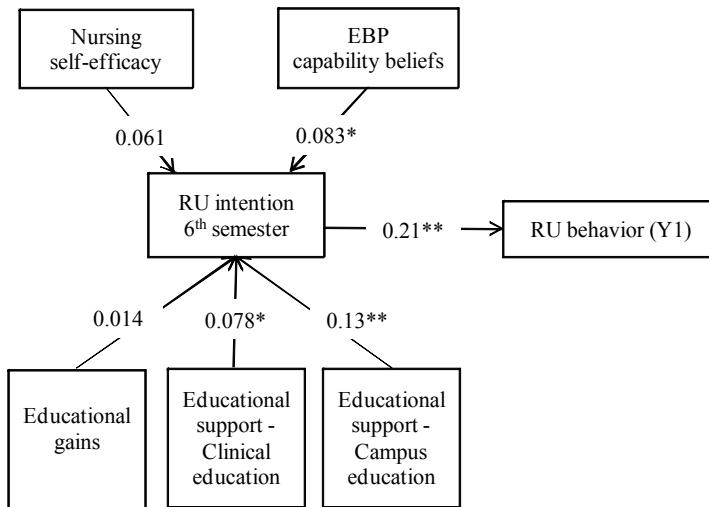 Nursing
self-efficacy
EBP
capability beliefs
0.061
0.083*
RU intention
6th semester
0.21**
RU behavior (Y1)
0.014
0.078*
0.13**
Educational
gains
Educational
support -
Clinical
education
Educational
support -
Campus
education